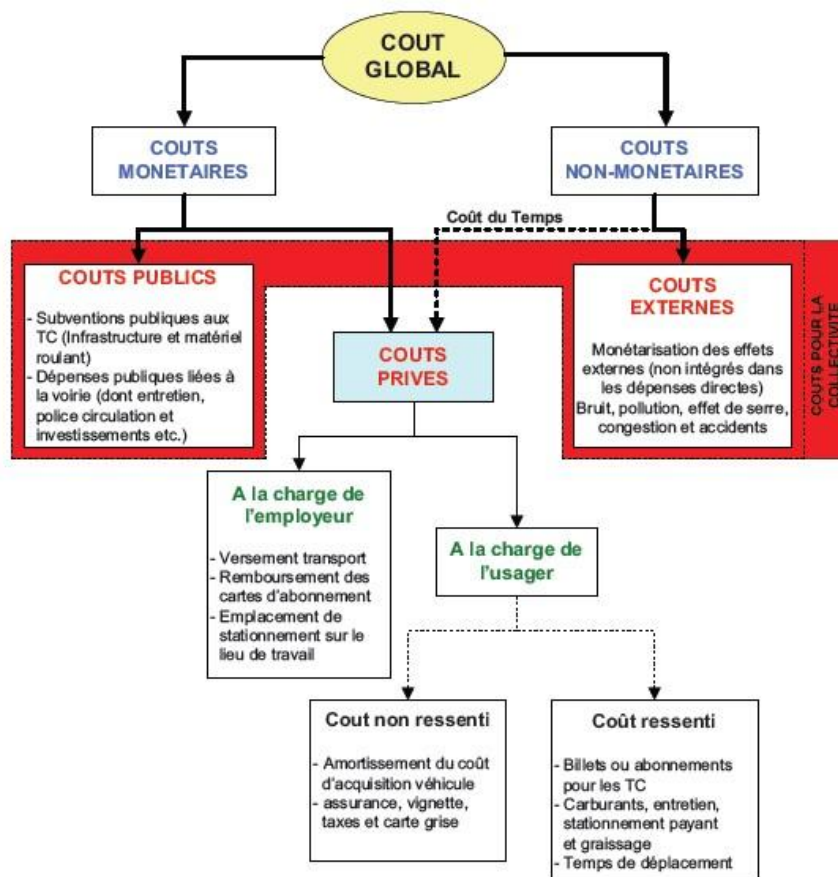 COUT
GLOBAL
COUTS
MONETAIRES
COUTS
NON-MONETAIRES
Coût du Temps
COUTS PUBLICS
- Subventions publiques aux
TC (Infrastructure et matériel
roulant)
- Dépenses publiques liées à
la voirie (dont entretien,
police circulation et
investissements etc.)
COUTS
PRIVES
COUTS
EXTERNES
Monétarisation des effets
externes (non intégrés dans
les dépenses directes)
Bruit, pollution, effet de serre,
congestion et accidents
COUTS POUR LA
COLLECTIVITE
A la charge de
l'employeur
- Versement transport
- Remboursement des
cartes d'abonnement
- Emplacement de
stationnement sur le
lieu de travail
A la charge de
l'usager
Cout non ressenti
- Amortissement du coût
d'acquisition véhicule
- assurance, vignette,
taxes et carte grise
Coût ressenti
- Billets ou abonnements
pour les TC
- Carburants, entretien,
stationnement payant
et graissage
- Temps de déplacement